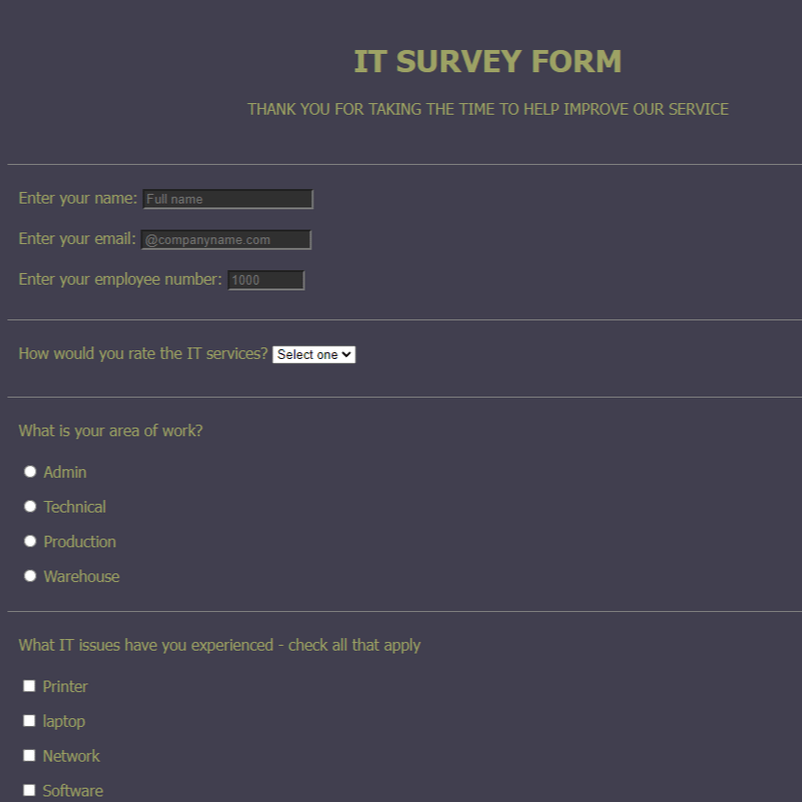 IT SURVEY FORM
THANK YOU FOR TAKING THE TIME TO HELP IMPROVE OUR SERVICE
Enter your name: Full name
Enter your email: @companyname.com
Enter your employee number: 1000
How would you rate the IT services? Select one
What is your area of work?
Admin
Technical
Production
Warehouse
What IT issues have you experienced - check all that apply
Printer
laptop
Network
Software